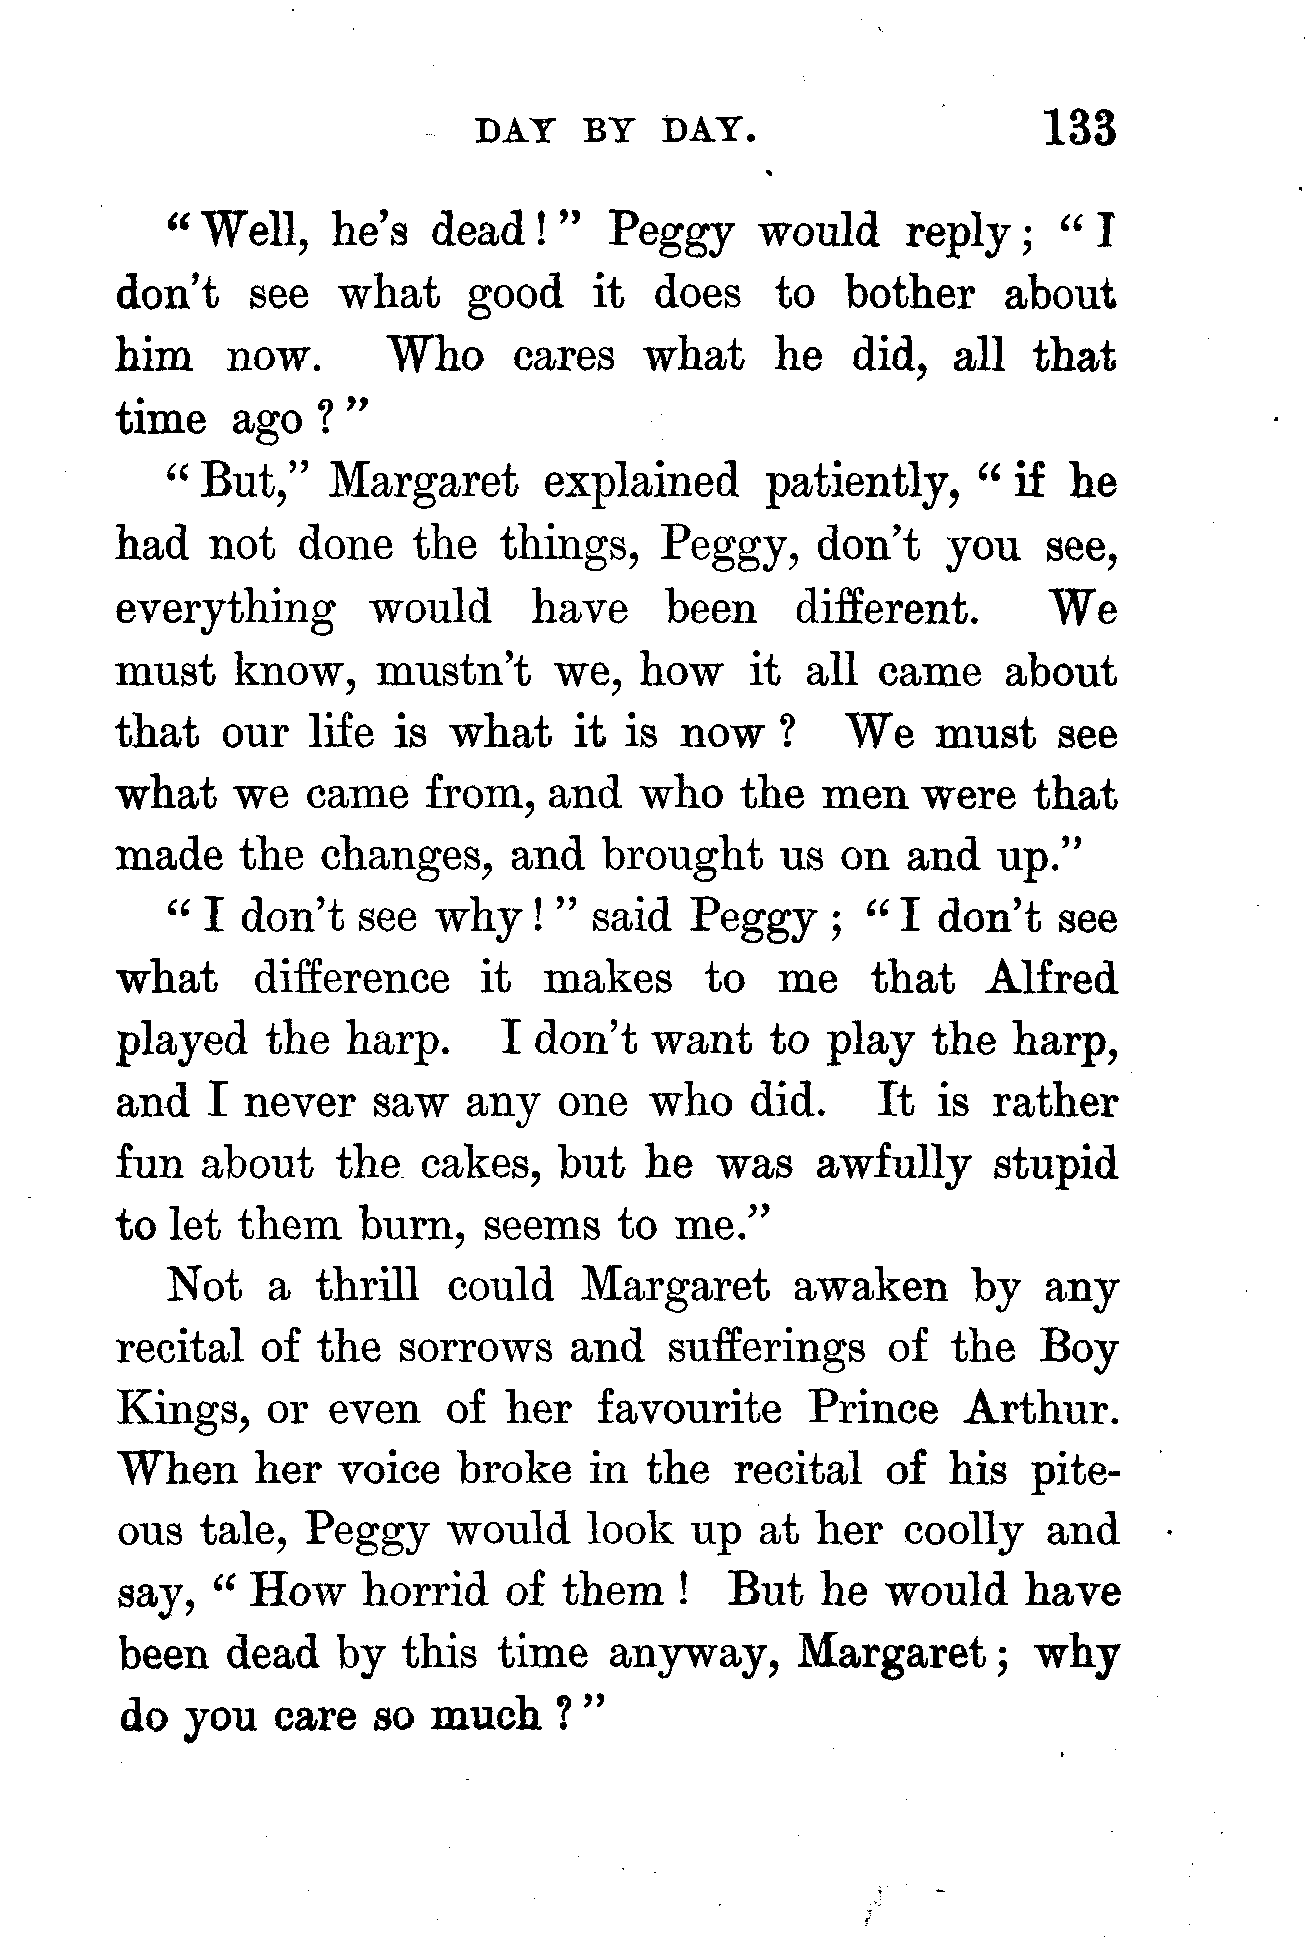 DAY BY DAY. 133
“Well, he’s dead!” Peggy would reply; “I
don’t see what good it does to bother about
him now. Who cares what he did, all that
time ago?”
“But,” Margaret explained patiently, “if he
had not done the things, Peggy, don’t you see,
everything would have been different. We
must know, mustn’t we, how it all came about
that our life is what it is now? We must see
what we came from, and who the men were that
made the changes, and brought us on and up.”
“I don’t see why!” said Peggy; “I don’t see
what difference it makes to me that Alfred
played the harp. I don’t want to play the harp,
and I never saw any one who did. It is rather
fun about the cakes, but he was awfully stupid
to let them burn, seems to me.”
Not a thrill could Margaret awaken by any
recital of the sorrows and sufferings of the Boy
Kings, or even of her favourite Prince Arthur.
When her voice broke in the recital of his pite-
ous tale, Peggy would look up at her coolly and
say, “How horrid of them! But he would have
been dead by this time anyway, Margaret; why
do you care so much?”